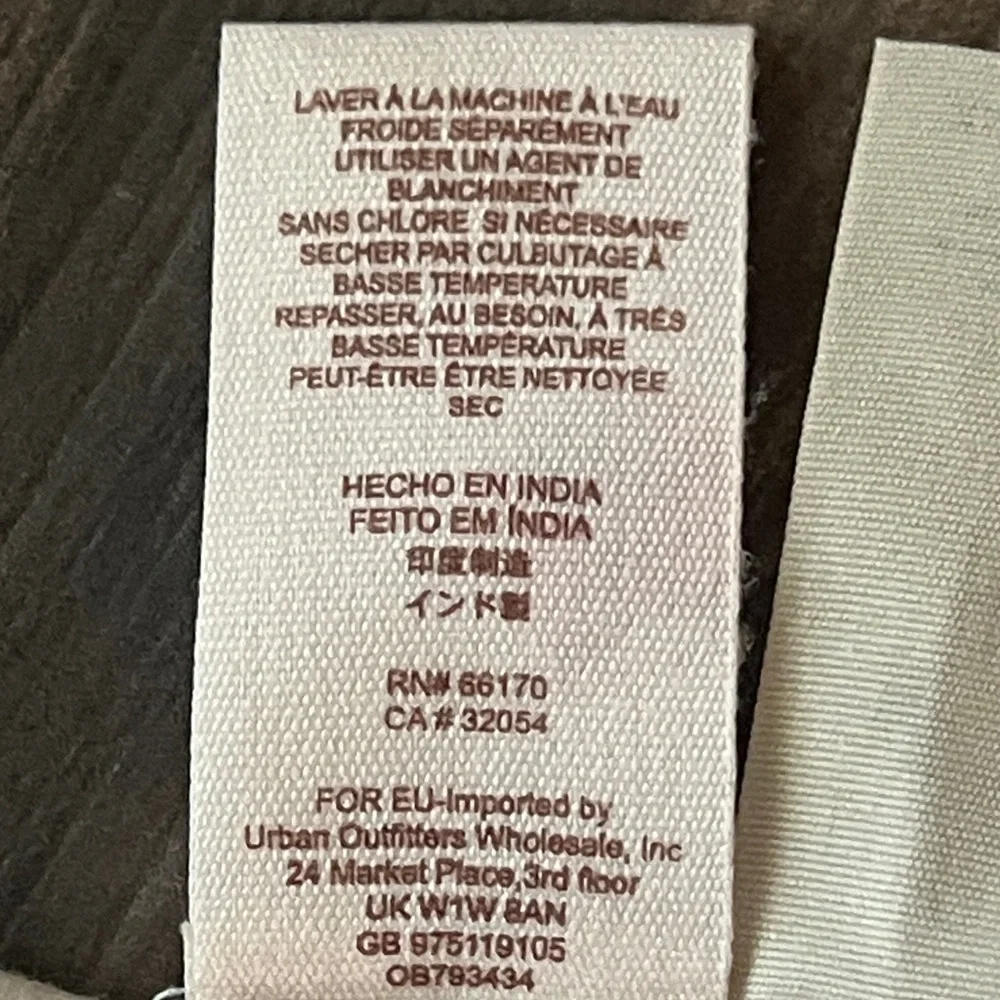 LAVER À LA MACHINE À L'EAU
FROIDE SÉPARÉMENT
UTILISER UN AGENT DE
BLANCHIMENT
SANS CHLORE SI NÉCESSAIRE
SECHER PAR CULBUTAGE À
BASSE TEMPERATURE
REPASSER, AU BESOIN, À TRÉS
BASSE TEMPÉRATURE
PEUT-ÊTRE ÊTRE NETTOYÉE
SEC
HECHO EN INDIA
FEITO EM ÍNDIA
印度制造
インド製
RN# 66170
CA # 32054
FOR EU-Imported by
Urban Outfitters Wholesale, Inc
24 Market Place,3rd floor
UK W1W 8AN
GB 975119105
OB793434